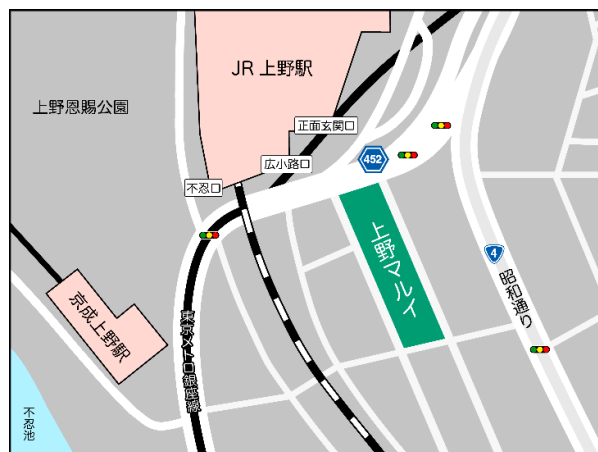 JR 上野駅
上野恩賜公園
正面玄関口
広小路口
452
不忍口
上野マルイ
4
昭和通り
京成上野駅
東京メトロ銀座線
不忍池